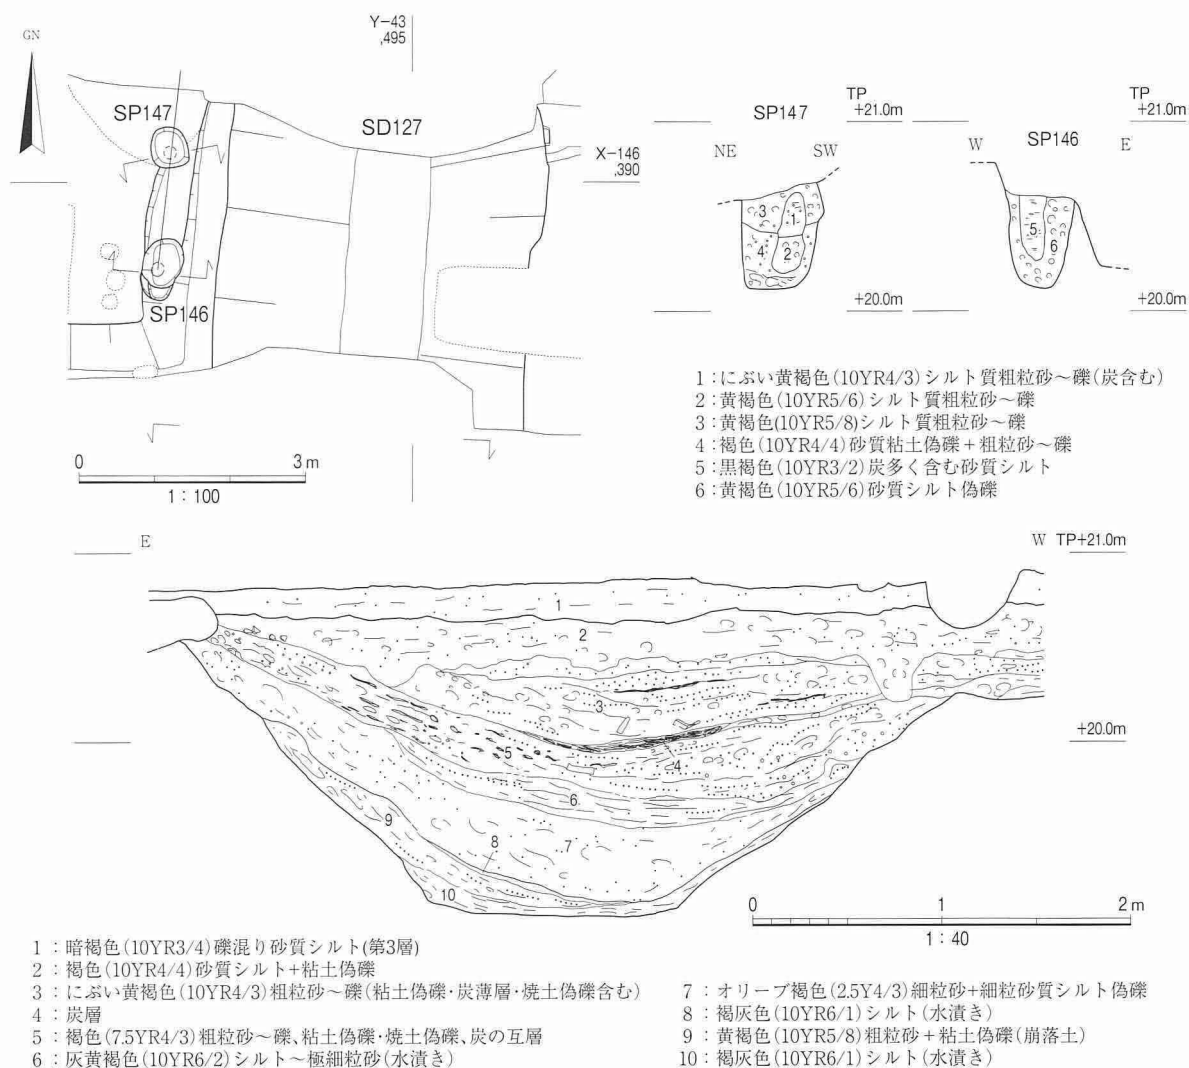 GN
Y-43
,495
SP147
SD127
X-146
,390
SP146
0 3 m
1：100
SP147
TP
+21.0m
NE SW
3
1
4
2
+20.0m
TP
+21.0m
SP146
W E
5
6
+20.0m
1：にぶい黄褐色(10YR4/3)シルト質粗粒砂～礫(炭含む)
2：黄褐色(10YR5/6)シルト質粗粒砂～礫
3：黄褐色(10YR5/8)シルト質粗粒砂～礫
4：褐色(10YR4/4)砂質粘土偽礫+粗粒砂～礫
5：黒褐色(10YR3/2)炭多く含む砂質シルト
6：黄褐色(10YR5/6)砂質シルト偽礫
E
W TP+21.0m
1
2
3
+20.0m
4
5
6
7
8
9
10
0 1 2 m
1：40
1：暗褐色(10YR3/4)礫混り砂質シルト(第3層)
2：褐色(10YR4/4)砂質シルト+粘土偽礫
3：にぶい黄褐色(10YR4/3)粗粒砂～礫(粘土偽礫・炭薄層・焼土偽礫含む)
4：炭層
5：褐色(7.5YR4/3)粗粒砂～礫、粘土偽礫・焼土偽礫、炭の互層
6：灰黄褐色(10YR6/2)シルト～極細粒砂(水漬き)
7：オリーブ褐色(2.5Y4/3)細粒砂+細粒砂質シルト偽礫
8：褐灰色(10YR6/1)シルト(水漬き)
9：黄褐色(10YR5/8)粗粒砂+粘土偽礫(崩落土)
10：褐灰色(10YR6/1)シルト(水漬き)